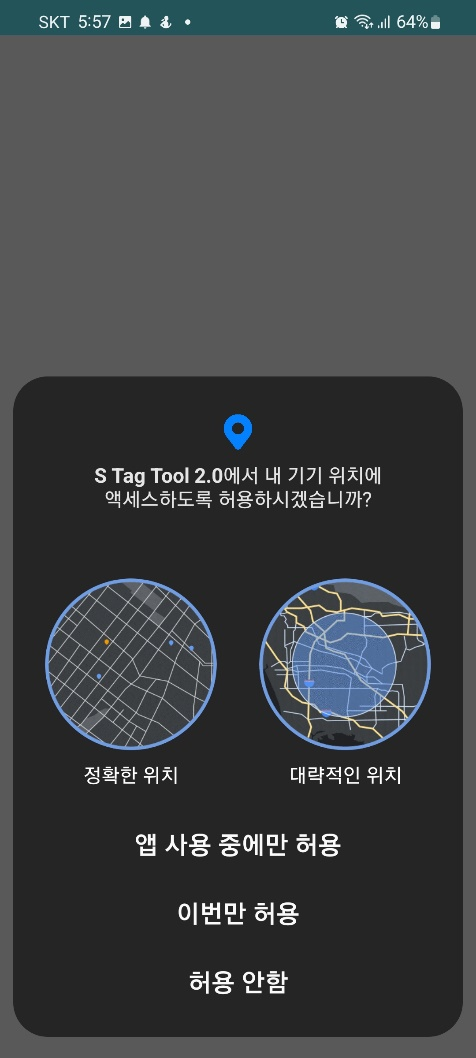 SKT 5:57 64%
S Tag Tool 2.0에서 내 기기 위치에
액세스하도록 허용하시겠습니까?
정확한 위치 대략적인 위치
앱 사용 중에만 허용
이번만 허용
허용 안함